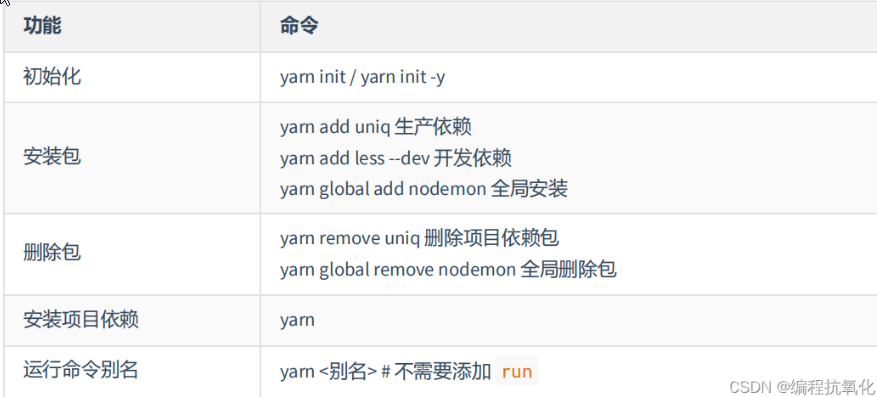 功能 命令
初始化 yarn init / yarn init -y
yarn add uniq 生产依赖
安装包 yarn add less --dev 开发依赖
yarn global add nodemon 全局安装
yarn remove uniq 删除项目依赖包
删除包
yarn global remove nodemon 全局删除包
安装项目依赖 yarn
运行命令别名 yarn <别名> # 不需要添加 run
CSDN @编程抗氧化